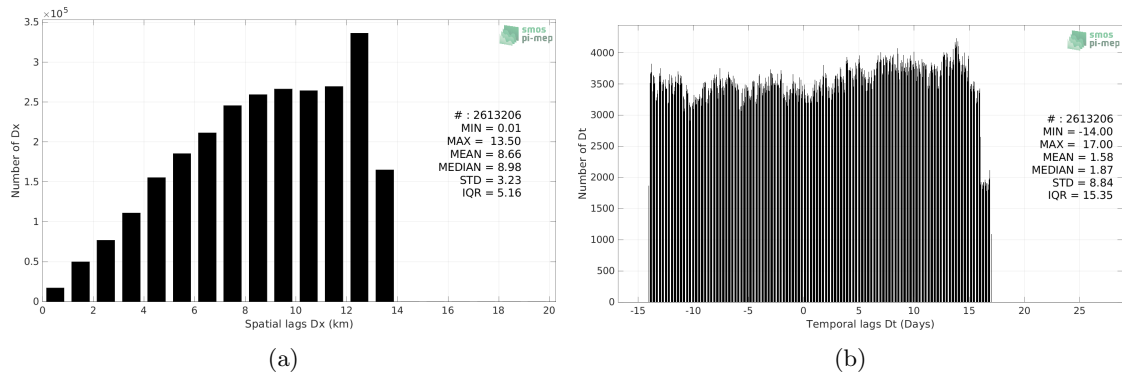 3.5 ×10⁵
3
2.5
2
1.5
1
0.5
0
Number of Dx
0 2 4 6 8 10 12 14 16 18 20
Spatial lags Dx (km)
smos
pi-mep
# : 2613206
MIN = 0.01
MAX = 13.50
MEAN = 8.66
MEDIAN = 8.98
STD = 3.23
IQR = 5.16
(a)
4000
3500
3000
2500
2000
1500
1000
500
0
Number of Dt
-15 -10 -5 0 5 10 15 20 25
Temporal lags Dt (Days)
smos
pi-mep
# : 2613206
MIN = -14.00
MAX = 17.00
MEAN = 1.58
MEDIAN = 1.87
STD = 8.84
IQR = 15.35
(b)